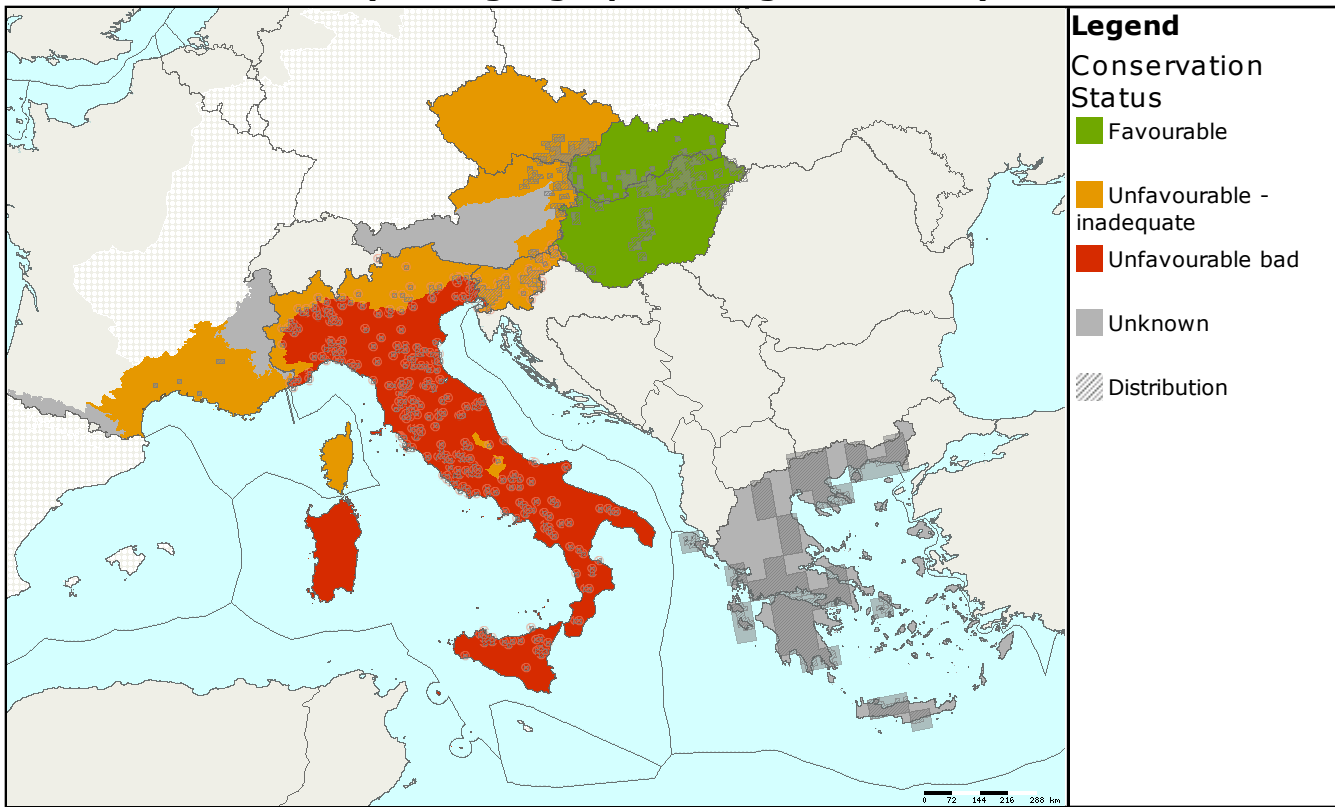 Legend
Conservation
Status
Favourable
Unfavourable -
inadequate
Unfavourable bad
Unknown
Distribution
0 72 144 216 288 km